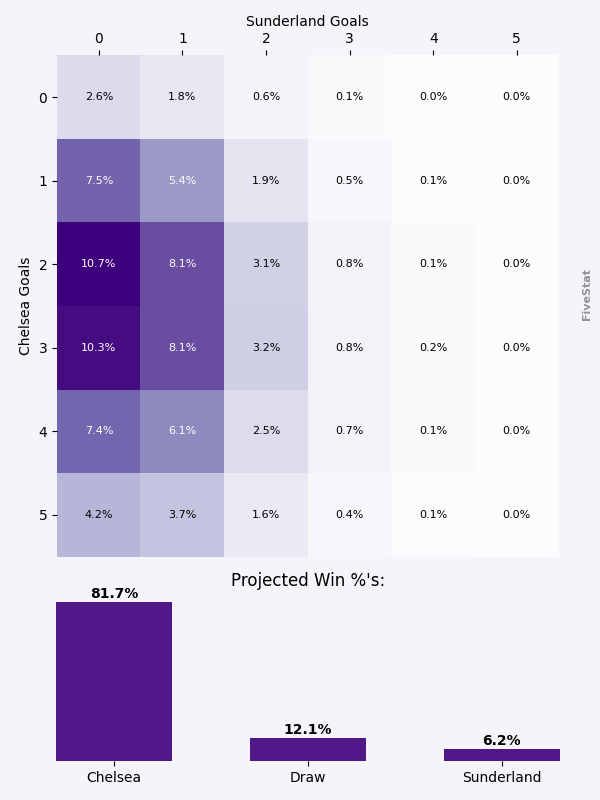 Sunderland Goals
0 1 2 3 4 5
0 2.6% 1.8% 0.6% 0.1% 0.0% 0.0%
1 7.5% 5.4% 1.9% 0.5% 0.1% 0.0%
2 10.7% 8.1% 3.1% 0.8% 0.1% 0.0%
3 10.3% 8.1% 3.2% 0.8% 0.2% 0.0%
4 7.4% 6.1% 2.5% 0.7% 0.1% 0.0%
5 4.2% 3.7% 1.6% 0.4% 0.1% 0.0%
Chelsea Goals
FiveStat
Projected Win %'s:
81.7% 12.1% 6.2%
Chelsea Draw Sunderland